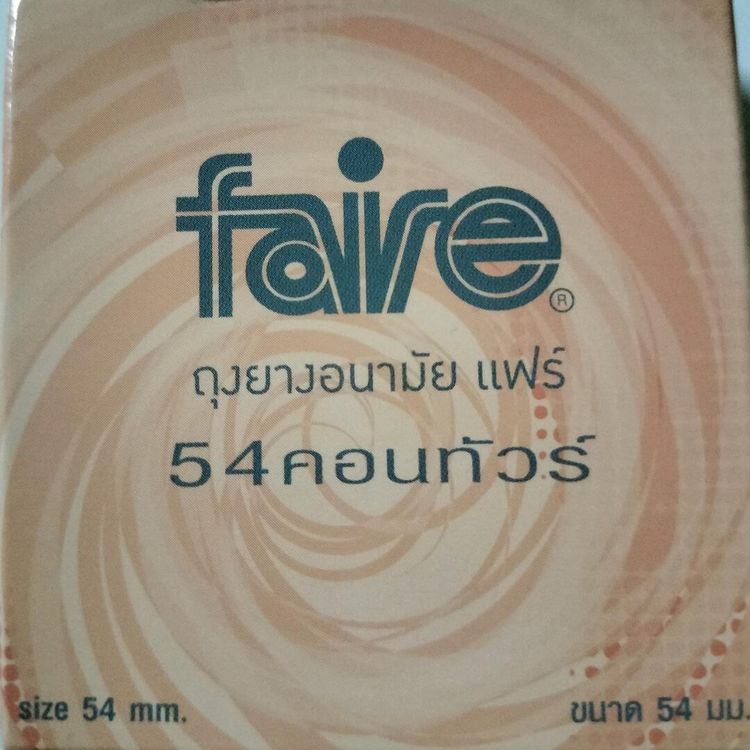 faire®
ถุงยางอนามัย แฟร์
54คอนทัวร์
size 54 mm. ขนาด 54 มม.